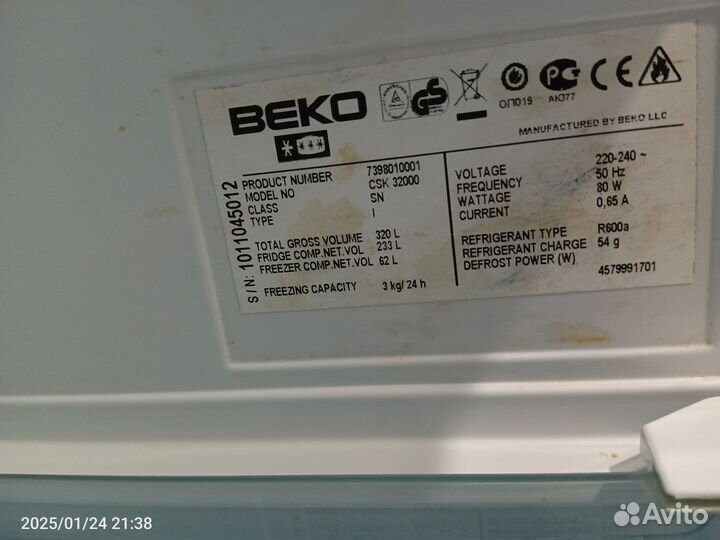 BEKO
GS
CE
ОП019
АЮ77
MANUFACTURED BY BEKO LLC
S / N: 1011045012
PRODUCT NUMBER 7398010001
MODEL NO CSK 32000
CLASS SN
TYPE I
TOTAL GROSS VOLUME 320 L
FRIDGE COMP.NET.VOL 233 L
FREEZER COMP.NET.VOL 62 L
FREEZING CAPACITY 3 kg/ 24 h
VOLTAGE 220-240 ~
FREQUENCY 50 Hz
WATTAGE 80 W
CURRENT 0,65 A
REFRIGERANT TYPE R600a
REFRIGERANT CHARGE 54 g
DEFROST POWER (W)
4579991701
2025/01/24 21:38
Avito